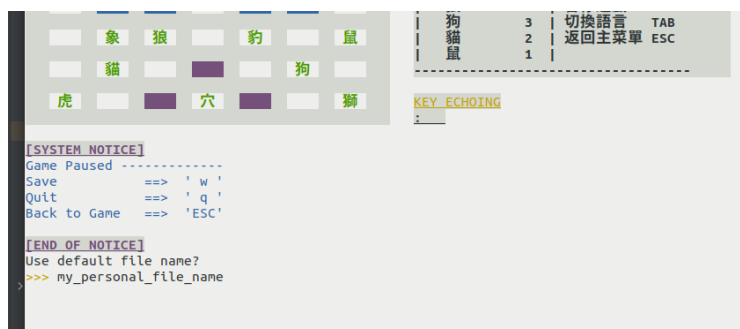 象 狼 豹 鼠
貓 狗
虎 穴 獅
| 狗 3 | 切換語言 TAB
| 貓 2 | 返回主菜單 ESC
| 鼠 1 |
-----------------------------------
KEY ECHOING
:
[SYSTEM NOTICE]
Game Paused -------------
Save ==> ' w '
Quit ==> ' q '
Back to Game ==> 'ESC'
[END OF NOTICE]
Use default file name?
>>> my_personal_file_name